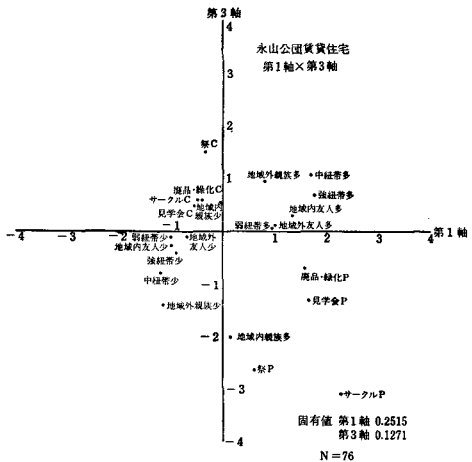 第3軸
4
永山公団賃貸住宅
第1軸×第3軸
3
2
祭C
1
廃品・緑化C
サークルC
地域内
見学会C
親族少
地域外親族多
中紐帯多
強紐帯多
地域内友人多
弱紐帯多
地域外友人多
-4 -3 -2 -1 1 2 3 4
第1軸
弱紐帯少
地域外
地域内友人少
友人少
強紐帯少
中紐帯少
地域外親族少
廃品・緑化P
-1
見学会P
-2
地域内親族多
祭P
-3
サークルP
固有値 第1軸 0.2515
第3軸 0.1271
-4
N=76